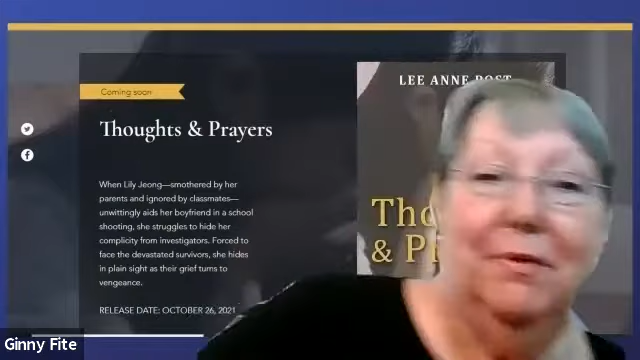 LEE ANNE POST
Coming soon
Thoughts & Prayers
Tho
& P
When Lily Jeong—smothered by her
parents and ignored by classmates—
unwittingly aids her boyfriend in a school
shooting, she struggles to hide her
complicity from investigators. Forced to
face the devastated survivors, she hides
in plain sight as their grief turns to
vengeance.
RELEASE DATE: OCTOBER 26, 2021
Ginny Fite